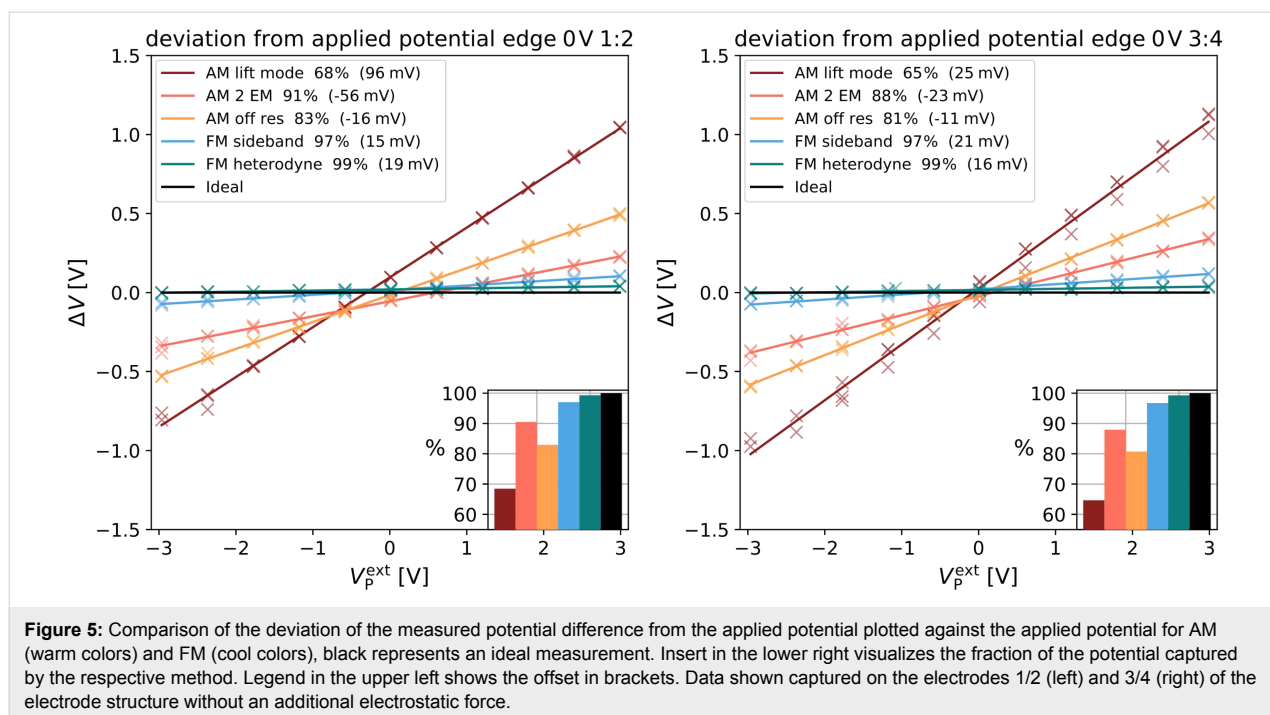 deviation from applied potential edge 0 V 1:2
1.5
1.0
0.5
0.0
−0.5
−1.0
−1.5
ΔV [V]
AM lift mode 68% (96 mV)
AM 2 EM 91% (-56 mV)
AM off res 83% (-16 mV)
FM sideband 97% (15 mV)
FM heterodyne 99% (19 mV)
Ideal
100
90
80
70
60
%
−3 −2 −1 0 1 2 3
V_P^ext [V]
deviation from applied potential edge 0 V 3:4
1.5
1.0
0.5
0.0
−0.5
−1.0
−1.5
ΔV [V]
AM lift mode 65% (25 mV)
AM 2 EM 88% (-23 mV)
AM off res 81% (-11 mV)
FM sideband 97% (21 mV)
FM heterodyne 99% (16 mV)
Ideal
100
90
80
70
60
%
−3 −2 −1 0 1 2 3
V_P^ext [V]
Figure 5: Comparison of the deviation of the measured potential difference from the applied potential plotted against the applied potential for AM
(warm colors) and FM (cool colors), black represents an ideal measurement. Insert in the lower right visualizes the fraction of the potential captured
by the respective method. Legend in the upper left shows the offset in brackets. Data shown captured on the electrodes 1/2 (left) and 3/4 (right) of the
electrode structure without an additional electrostatic force.